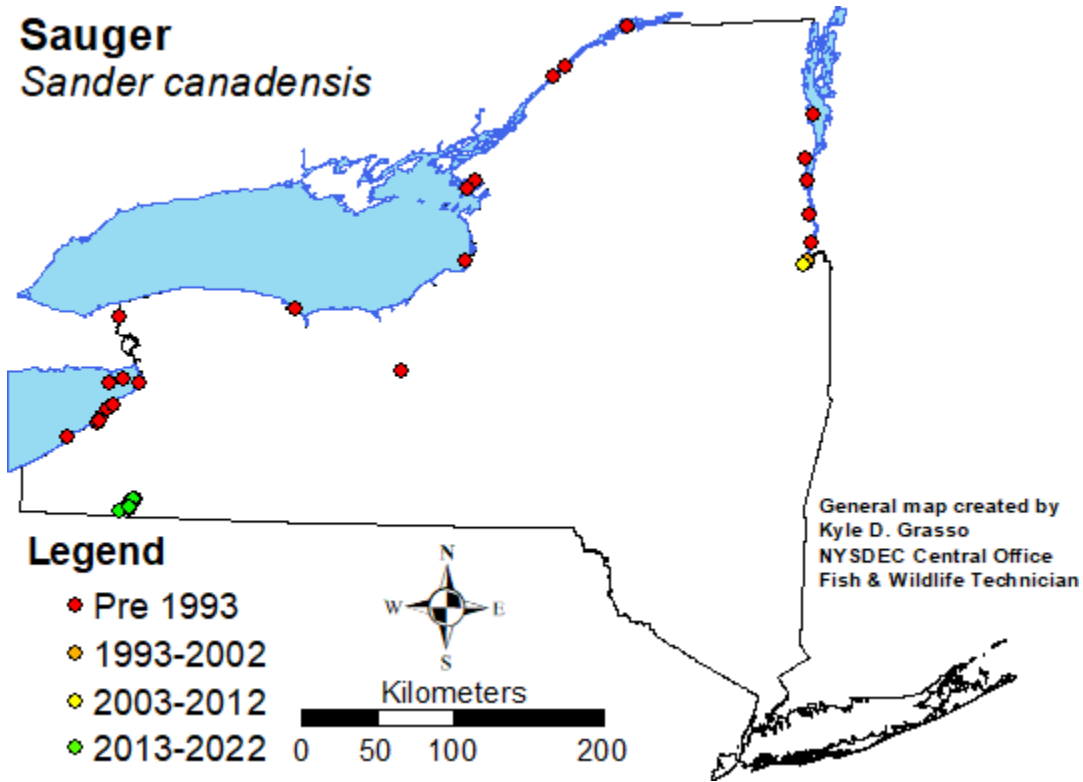 Sauger
Sander canadensis
General map created by
Kyle D. Grasso
NYSDEC Central Office
Fish & Wildlife Technician
Legend
Pre 1993
1993-2002
2003-2012
2013-2022
N
W E
S
Kilometers
0 50 100 200